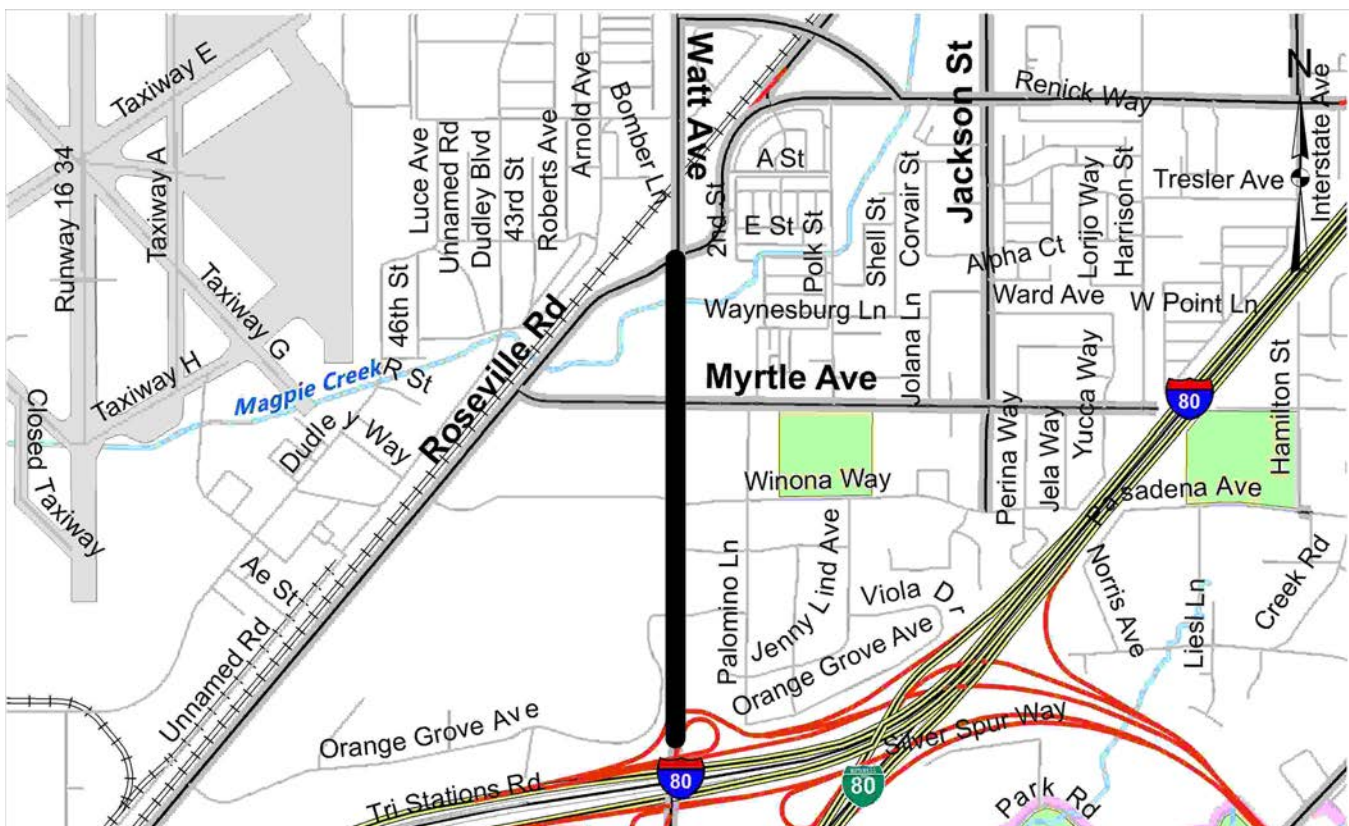 Taxiway E
Taxiway A
Runway 16 34
Taxiway G
Taxiway H
Closed Taxiway
Magpie Creek
Luce Ave
Unnamed Rd
Dudley Blvd
43rd St
Roberts Ave
Arnold Ave
Bomber Ln
46th St
R St
Dudle y Way
Roseville Rd
Ae St
Unnamed Rd
Watt Ave
2nd St
A St
E St
Polk St
Shell St
Corvair St
Jackson St
Renick Way
N
Interstate Ave
Tresler Ave
Lorijo Way
Harrison St
Alpha Ct
Ward Ave
W Point Ln
Waynesburg Ln
Jolana Ln
Myrtle Ave
Perina Way
Jela Way
Yucca Way
80
Hamilton St
Winona Way
Pasadena Ave
Palomino Ln
Jenny Lind Ave
Viola Dr
Orange Grove Ave
Norris Ave
Liesl Ln
Creek Rd
Orange Grove Ave
Tri Stations Rd
80
Silver Spur Way
80
Park Rd